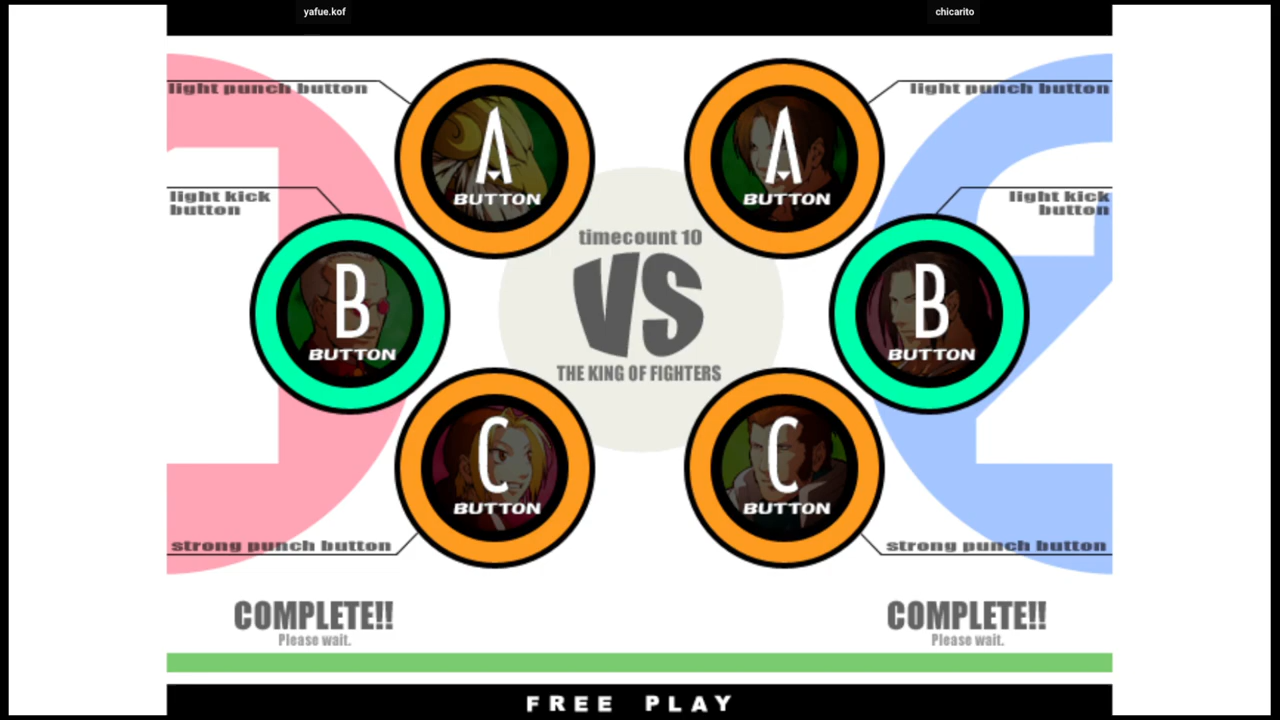 yafue.kof
chicarito
light punch button
A
BUTTON
A
BUTTON
light punch button
light kick
button
B
BUTTON
timecount 10
VS
THE KING OF FIGHTERS
light kick
button
B
BUTTON
C
BUTTON
C
BUTTON
strong punch button
strong punch button
COMPLETE!!
Please wait.
COMPLETE!!
Please wait.
FREE PLAY
1
2